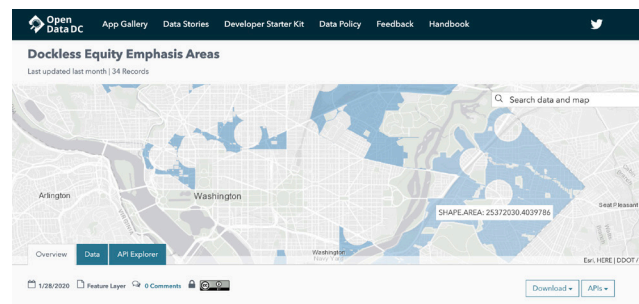 Open
Data DC
App Gallery Data Stories Developer Starter Kit Data Policy Feedback Handbook
Dockless Equity Emphasis Areas
Last updated last month | 34 Records
Search data and map
Arlington
Washington
Seat Pleasant
SHAPE.AREA: 25372030.4039786
Washington
Navy Yard
Overview Data API Explorer
Esri, HERE | DDOT /
1/28/2020 Feature Layer 0 Comments
Download APIs